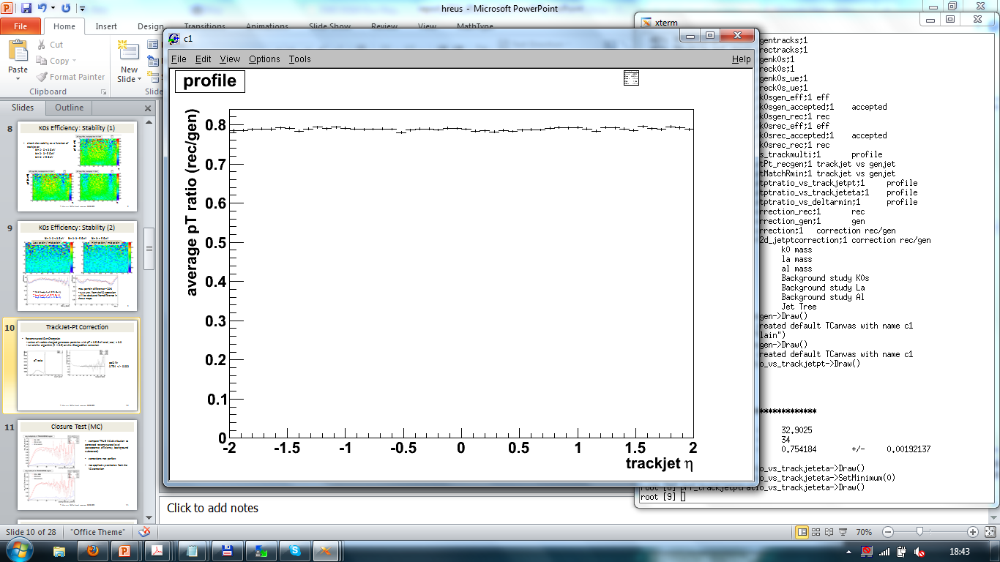 hreus - Microsoft PowerPoint
File Home Insert Design Transitions Animations Slide Show Review View MathType
Paste
Cut
Copy
Format Painter
Clipboard
New
Slide
Slides Outline
8
K0s Efficiency: Stability (1)
9
K0s Efficiency: Stability (2)
10
TrackJet-Pt Correction
11
Closure Test (MC)
c1
File Edit View Options Tools Help
profile
average pT ratio (rec/gen)
0.8
0.7
0.6
0.5
0.4
0.3
0.2
0.1
0
-2 -1.5 -1 -0.5 0 0.5 1 1.5 2
trackjet η
xterm
gentracks;1
rectracks;1
genk0s;1
reck0s;1
genk0s_ue;1
reck0s_ue;1
k0sgen_eff;1 eff
k0sgen_accepted;1 accepted
k0sgen_rec;1 rec
k0srec_eff;1 eff
k0srec_accepted;1 accepted
k0srec_rec;1 rec
s_trackmulti;1 profile
tPt_recgen;1 trackjet vs genjet
tMatchRmin;1 trackjet vs genjet
tptratio_vs_trackjetpt;1 profile
tptratio_vs_trackjeteta;1 profile
tptratio_vs_deltarmin;1 profile
rrection_rec;1 rec
rrection_gen;1 gen
rrection;1 correction rec/gen
2d_jetptcorrection;1 correction rec/gen
k0 mass
la mass
al mass
Background study K0s
Background study La
Background study Al
Jet Tree
gen->Draw()
reated default TCanvas with name c1
lain")
gen->Draw()
reated default TCanvas with name c1
o_vs_trackjetpt->Draw()
**************
32.9025
34
0.754184 +/- 0.00192137
o_vs_trackjeteta->Draw()
o_vs_trackjeteta->SetMinimum(0)
root [8] prf_trackjetptratio_vs_trackjeteta->Draw()
root [9]
Click to add notes
Slide 10 of 28 "Office Theme" 70%
18:43